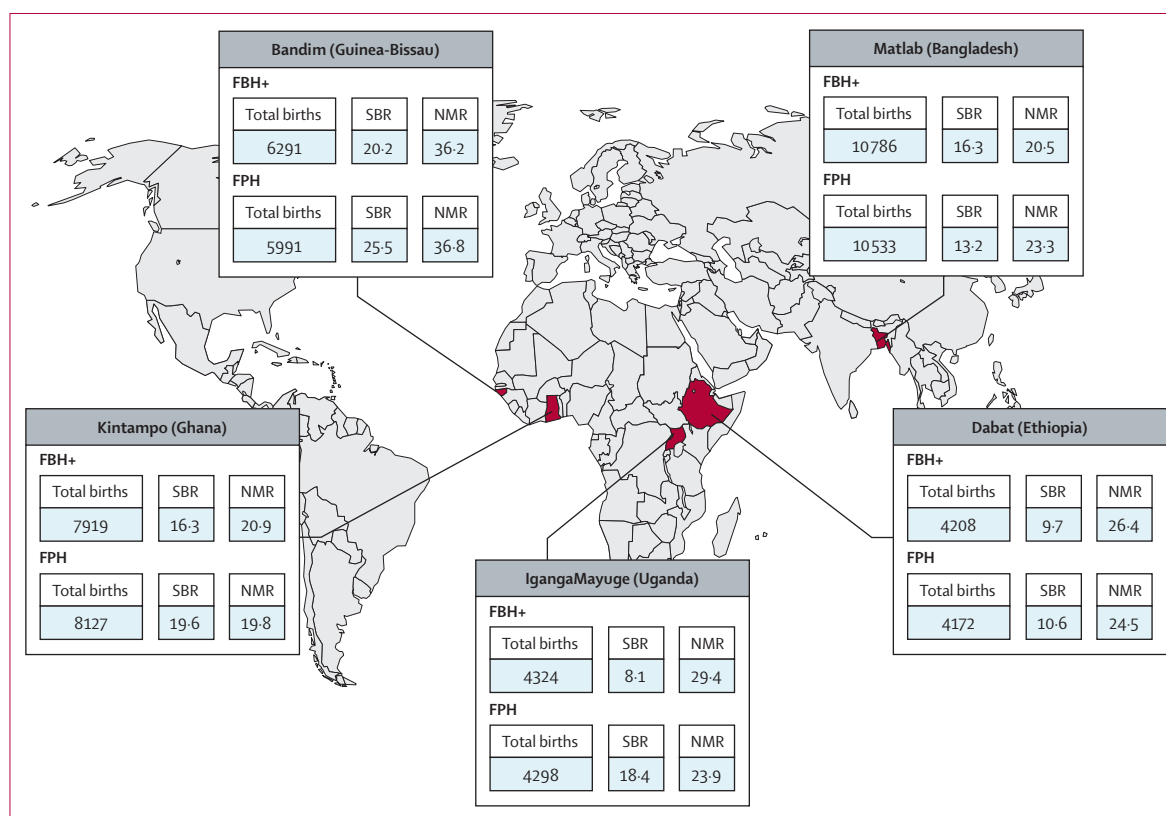 Bandim (Guinea-Bissau)
FBH+
Total births SBR NMR
6291 20·2 36·2
FPH
Total births SBR NMR
5991 25·5 36·8
Matlab (Bangladesh)
FBH+
Total births SBR NMR
10786 16·3 20·5
FPH
Total births SBR NMR
10533 13·2 23·3
Kintampo (Ghana)
FBH+
Total births SBR NMR
7919 16·3 20·9
FPH
Total births SBR NMR
8127 19·6 19·8
IgangaMayuge (Uganda)
FBH+
Total births SBR NMR
4324 8·1 29·4
FPH
Total births SBR NMR
4298 18·4 23·9
Dabat (Ethiopia)
FBH+
Total births SBR NMR
4208 9·7 26·4
FPH
Total births SBR NMR
4172 10·6 24·5